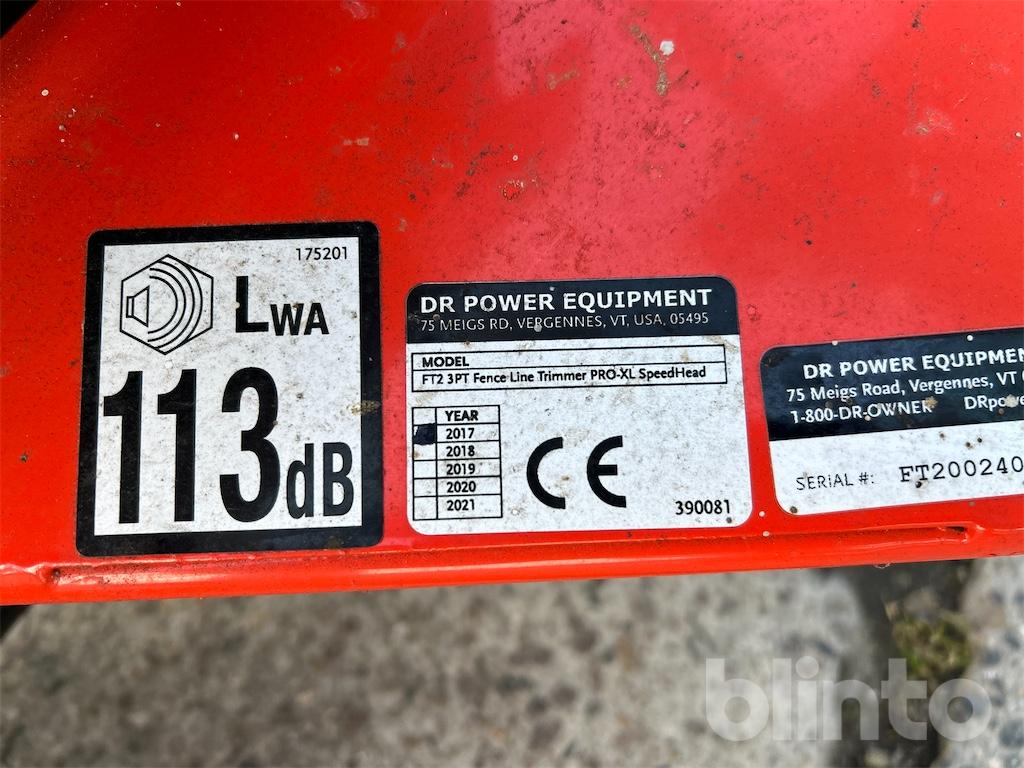 175201
LWA
113dB
DR POWER EQUIPMENT
75 MEIGS RD, VERGENNES, VT, USA, 05495
MODEL
FT2 3PT Fence Line Trimmer PRO-XL SpeedHead
YEAR
2017
2018
2019
2020
2021
CE
390081
DR POWER EQUIPMEN
75 Meigs Road, Vergennes, VT
1-800-DR-OWNER DRpowe
SERIAL #: FT200240
blinto